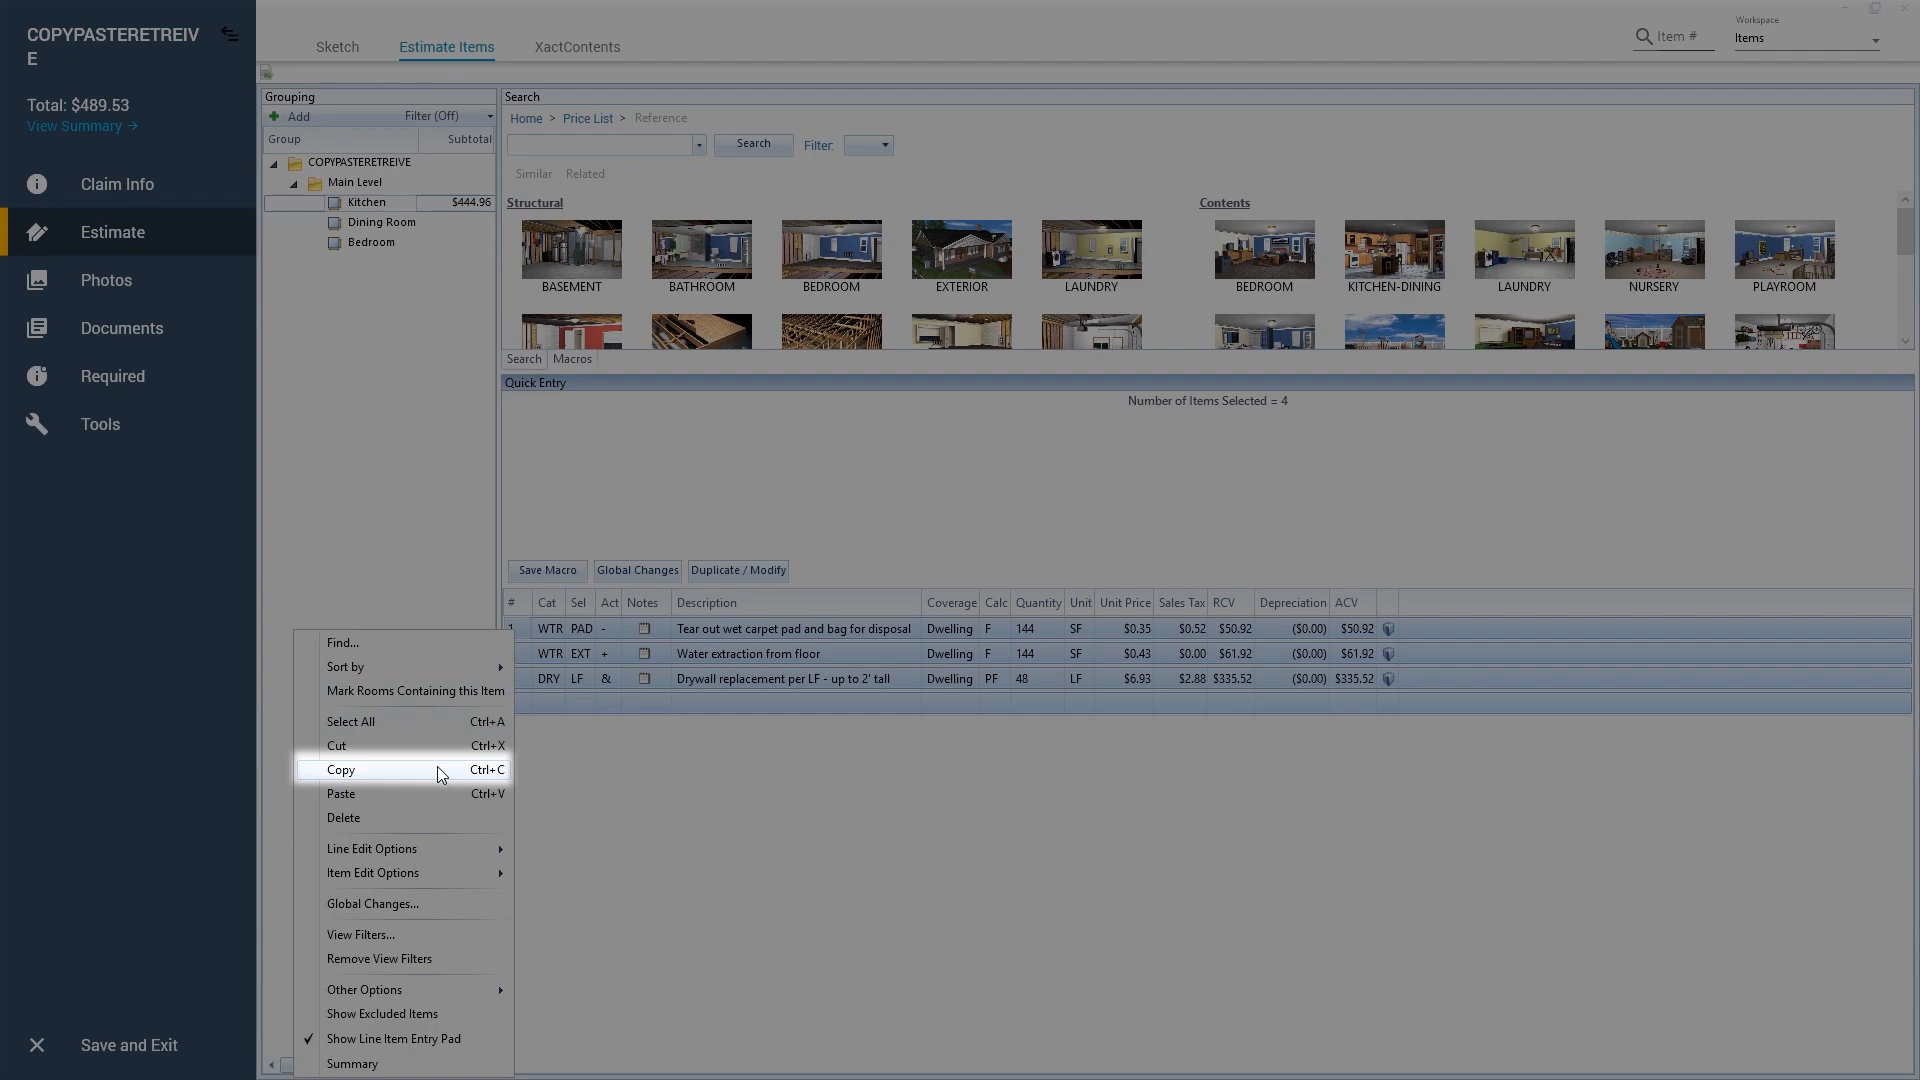 COPYPASTERETREIV
E
Total: $489.53
View Summary →
Claim Info
Estimate
Photos
Documents
Required
Tools
Save and Exit
Sketch
Estimate Items
XactContents
Item #
Workspace
Items
Grouping
Add
Filter (Off)
Group
Subtotal
COPYPASTERETREIVE
Main Level
Kitchen $444.96
Dining Room
Bedroom
Search
Home > Price List > Reference
Search
Filter:
Similar Related
Structural
BASEMENT BATHROOM BEDROOM EXTERIOR LAUNDRY
Contents
BEDROOM KITCHEN-DINING LAUNDRY NURSERY PLAYROOM
Search Macros
Quick Entry
Number of Items Selected = 4
Save Macro Global Changes Duplicate / Modify
# Cat Sel Act Notes Description Coverage Calc Quantity Unit Unit Price Sales Tax RCV Depreciation ACV
1 WTR PAD - Tear out wet carpet pad and bag for disposal Dwelling F 144 SF $0.35 $0.52 $50.92 ($0.00) $50.92
WTR EXT + Water extraction from floor Dwelling F 144 SF $0.43 $0.00 $61.92 ($0.00) $61.92
DRY LF & Drywall replacement per LF - up to 2' tall Dwelling PF 48 LF $6.93 $2.88 $335.52 ($0.00) $335.52
Find...
Sort by
Mark Rooms Containing this Item
Select All Ctrl+A
Cut Ctrl+X
Copy Ctrl+C
Paste Ctrl+V
Delete
Line Edit Options
Item Edit Options
Global Changes...
View Filters...
Remove View Filters
Other Options
Show Excluded Items
Show Line Item Entry Pad
Summary